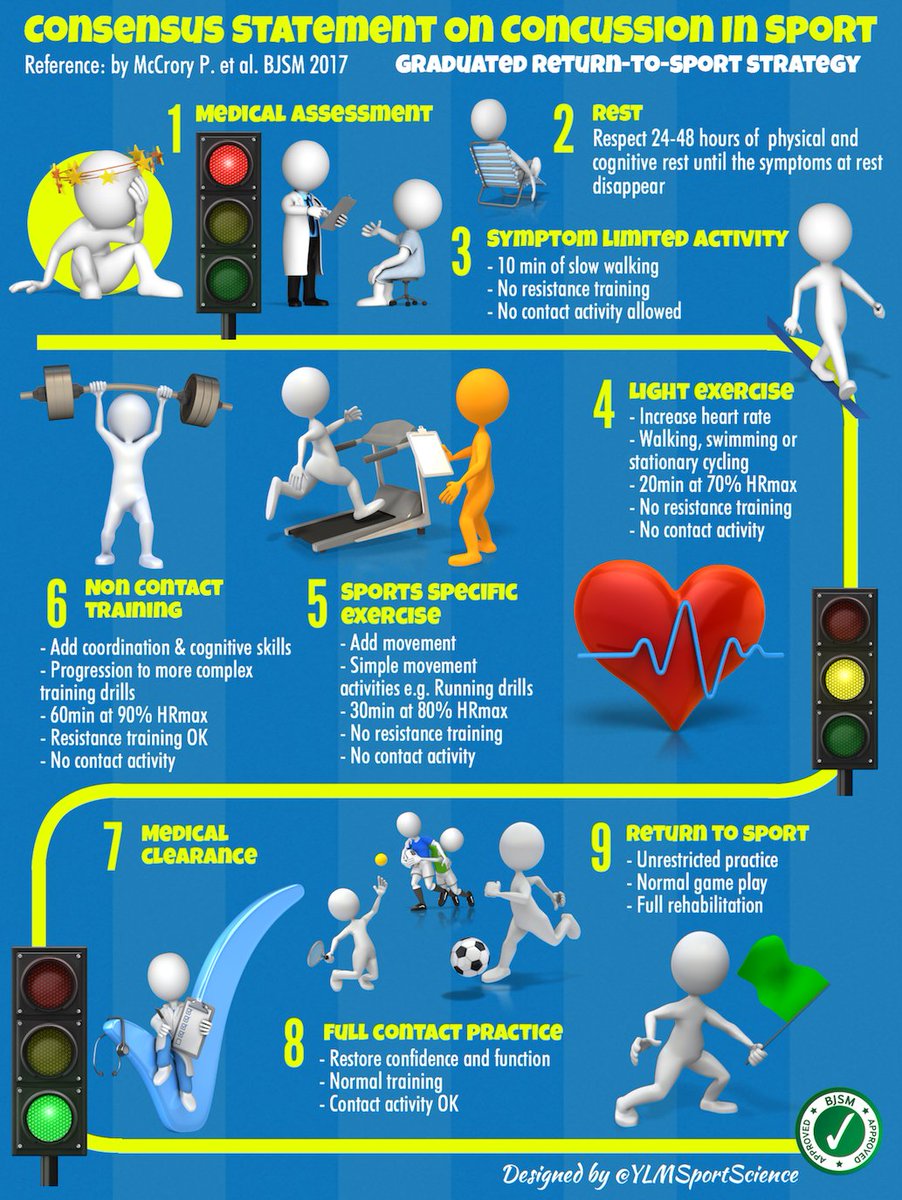 Consensus Statement on Concussion in Sport
Reference: by McCrory P. et al. BJSM 2017
Graduated Return-to-Sport Strategy
1 Medical Assessment
2 Rest
Respect 24-48 hours of physical and
cognitive rest until the symptoms at rest
disappear
3 Symptom Limited Activity
- 10 min of slow walking
- No resistance training
- No contact activity allowed
4 Light exercise
- Increase heart rate
- Walking, swimming or
stationary cycling
- 20min at 70% HRmax
- No resistance training
- No contact activity
5 Sports specific
exercise
- Add movement
- Simple movement
activities e.g. Running drills
- 30min at 80% HRmax
- No resistance training
- No contact activity
6 Non contact
training
- Add coordination & cognitive skills
- Progression to more complex
training drills
- 60min at 90% HRmax
- Resistance training OK
- No contact activity
7 Medical
clearance
8 Full contact practice
- Restore confidence and function
- Normal training
- Contact activity OK
9 Return to sport
- Unrestricted practice
- Normal game play
- Full rehabilitation
BJSM
APPROVED
APPROVED
Designed by @YLMSportScience